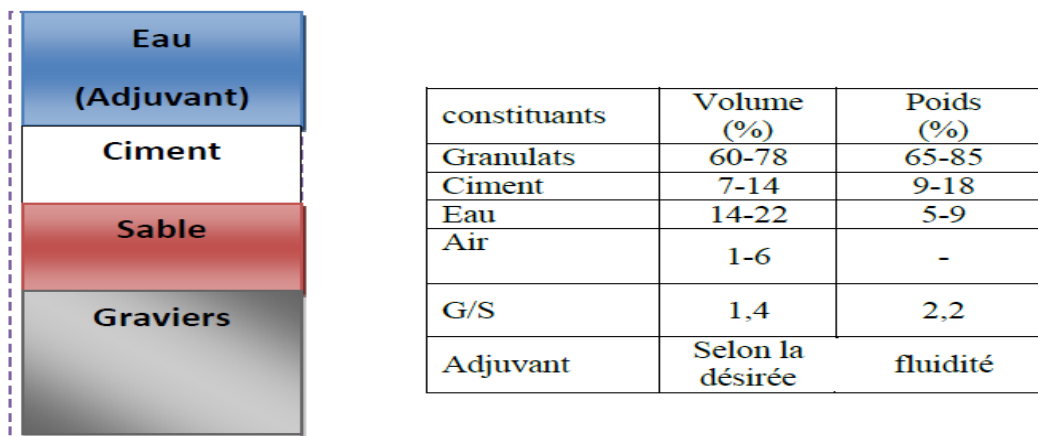 Eau
(Adjuvant)
Ciment
Sable
Graviers
constituants Volume (%) Poids (%)
Granulats 60-78 65-85
Ciment 7-14 9-18
Eau 14-22 5-9
Air 1-6 -
G/S 1,4 2,2
Adjuvant Selon la désirée fluidité